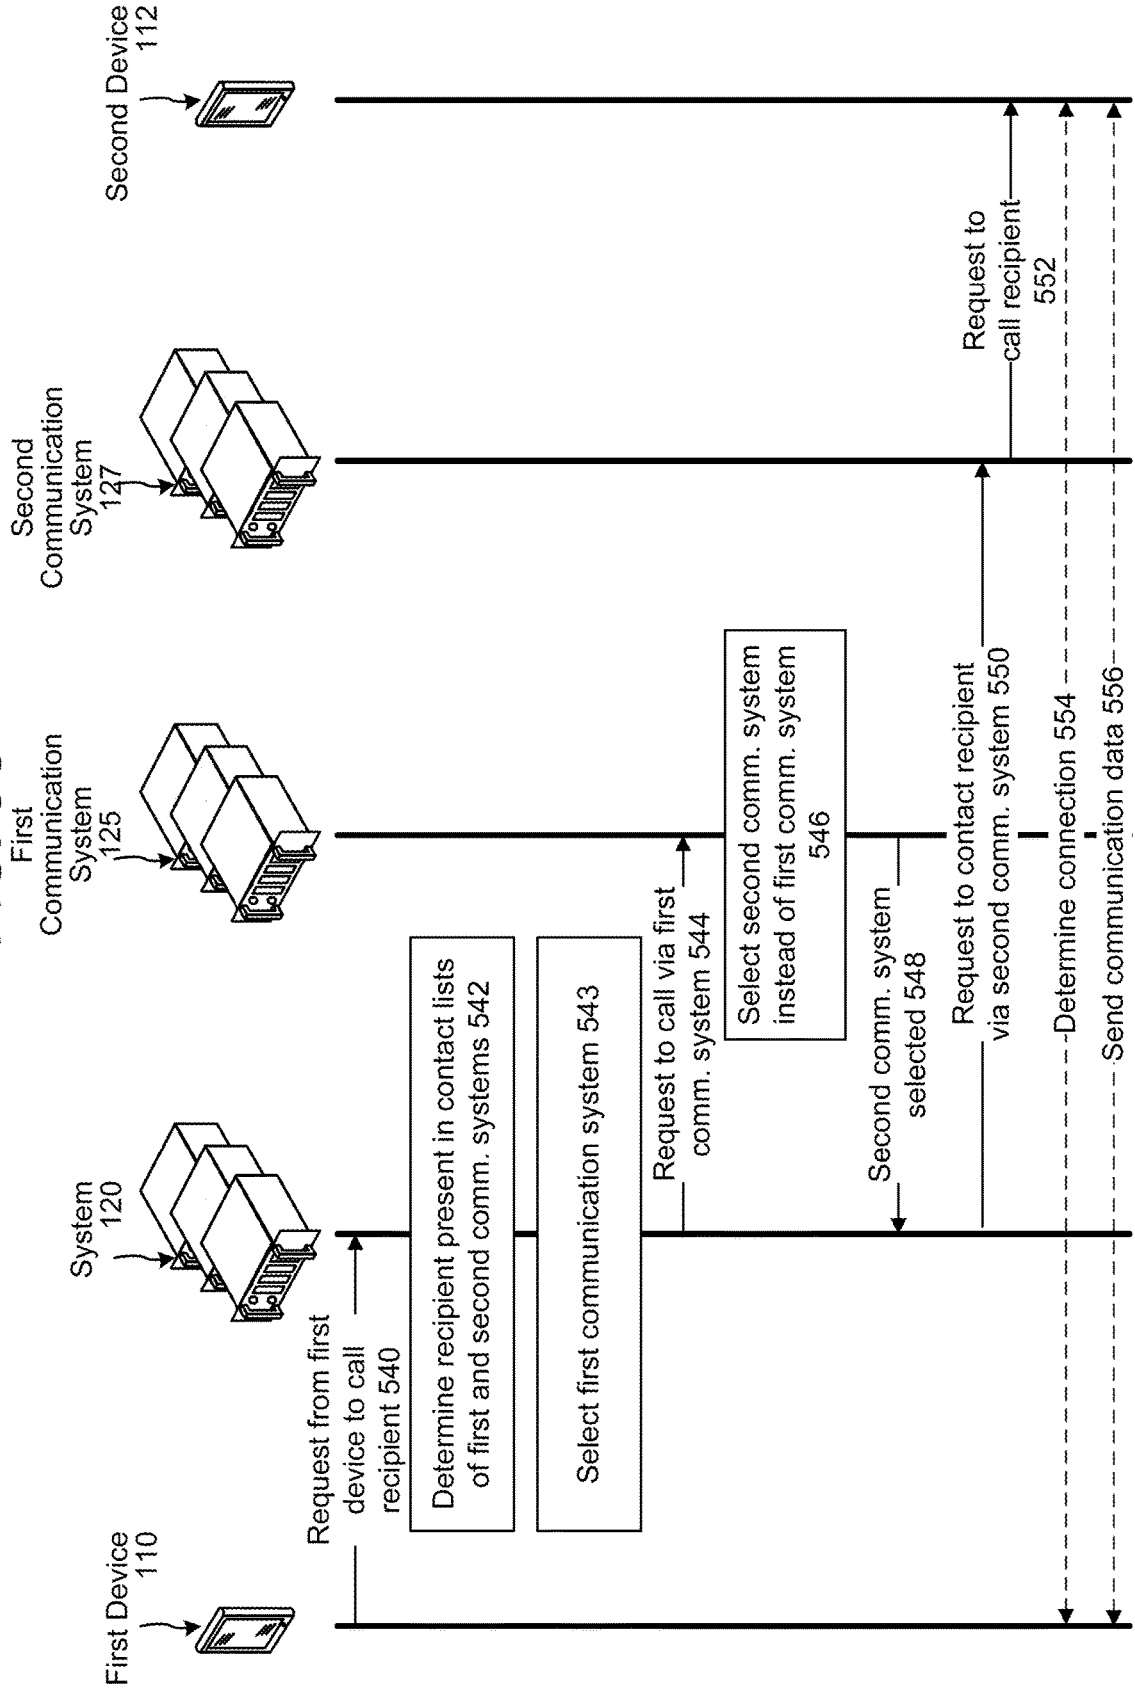 First Device
110
System
120
First
Communication
System
125
Second
Communication
System
127
Second Device
112
Request from first
device to call
recipient 540
Determine recipient present in contact lists
of first and second comm. systems 542
Select first communication system 543
Request to call via first
comm. system 544
Select second comm. system
instead of first comm. system
546
Second comm. system
selected 548
Request to contact recipient
via second comm. system 550
Request to
call recipient
552
Determine connection 554
Send communication data 556